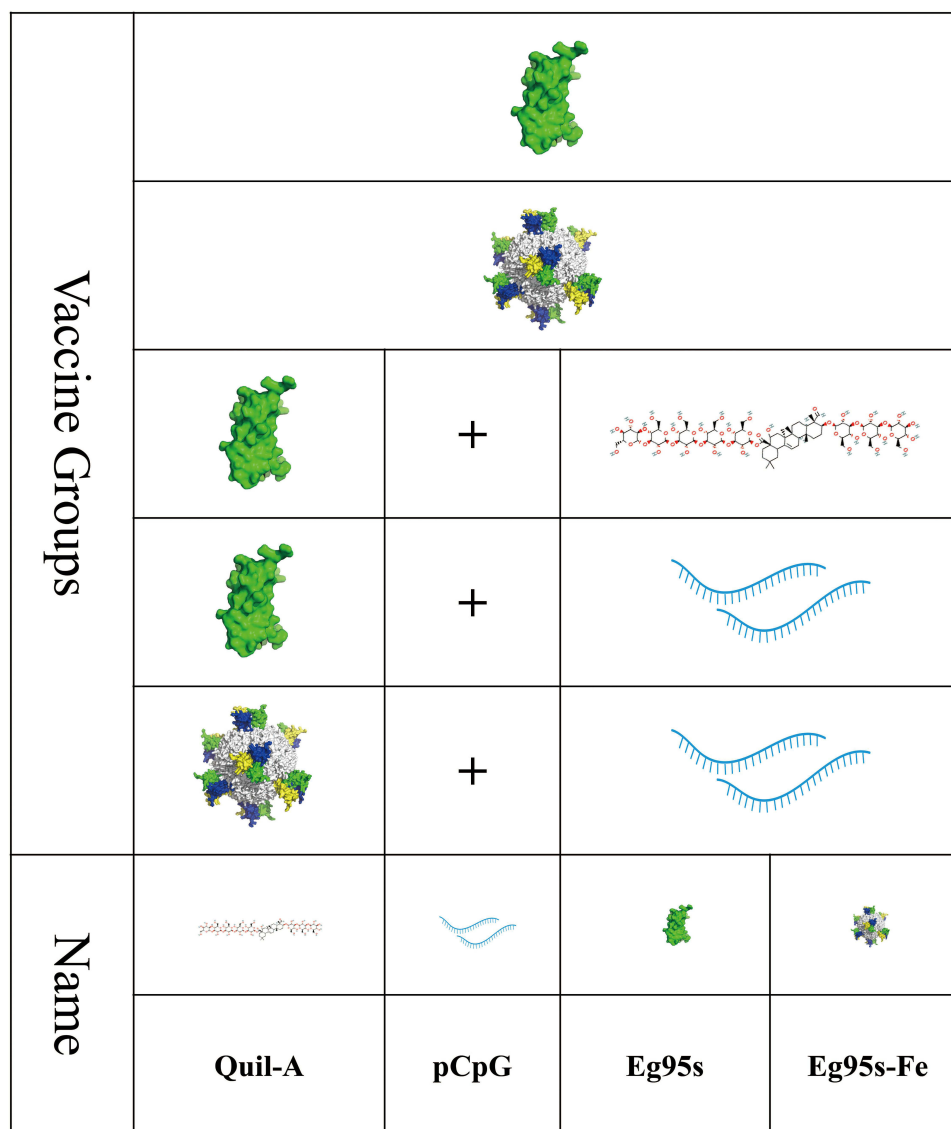 Vaccine Groups
+
+
+
Name
Quil-A
pCpG
Eg95s
Eg95s-Fe